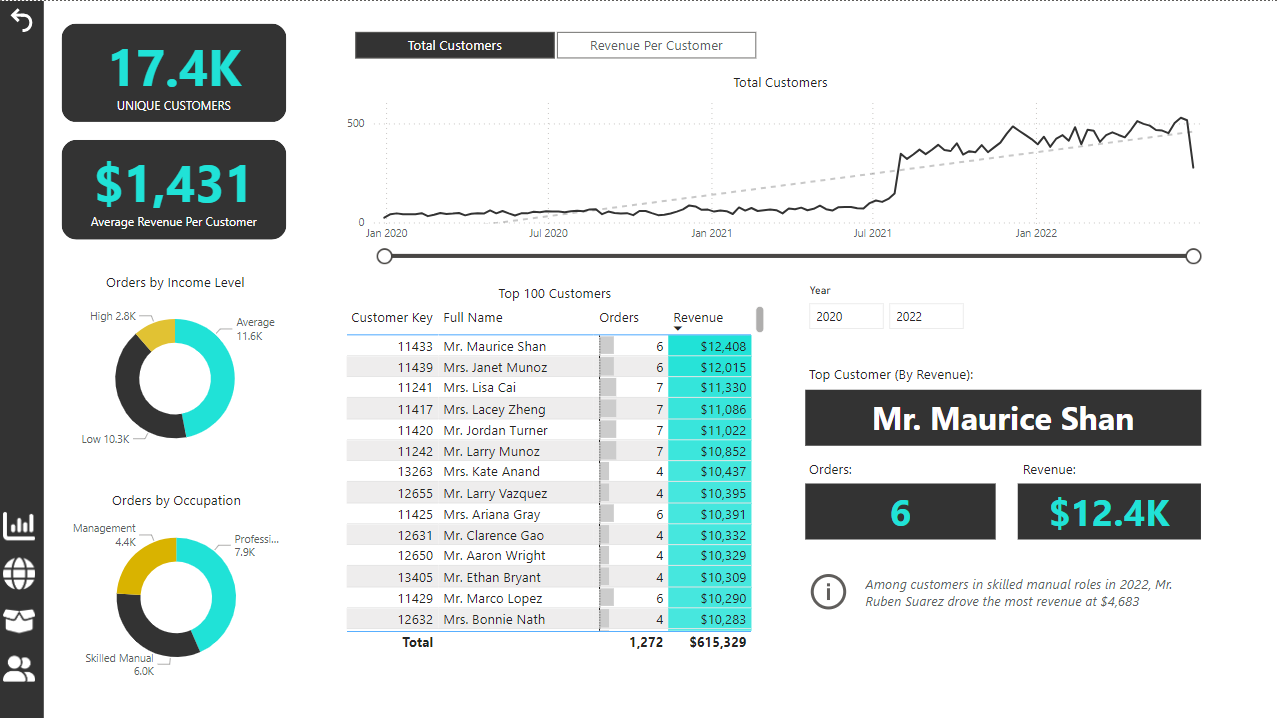 17.4K
UNIQUE CUSTOMERS
$1,431
Average Revenue Per Customer
Orders by Income Level
High 2.8K
Average
11.6K
Low 10.3K
Orders by Occupation
Management
4.4K
Professi...
7.9K
Skilled Manual
6.0K
Total Customers
Revenue Per Customer
Total Customers
500
0
Jan 2020 Jul 2020 Jan 2021 Jul 2021 Jan 2022
Top 100 Customers
Customer Key Full Name Orders Revenue
11433 Mr. Maurice Shan 6 $12,408
11439 Mrs. Janet Munoz 6 $12,015
11241 Mrs. Lisa Cai 7 $11,330
11417 Mrs. Lacey Zheng 7 $11,086
11420 Mr. Jordan Turner 7 $11,022
11242 Mr. Larry Munoz 7 $10,852
13263 Mrs. Kate Anand 4 $10,437
12655 Mr. Larry Vazquez 4 $10,395
11425 Mrs. Ariana Gray 6 $10,391
12631 Mr. Clarence Gao 4 $10,332
12650 Mr. Aaron Wright 4 $10,329
13405 Mr. Ethan Bryant 4 $10,309
11429 Mr. Marco Lopez 6 $10,290
12632 Mrs. Bonnie Nath 4 $10,283
Total 1,272 $615,329
Year
2020 2022
Top Customer (By Revenue):
Mr. Maurice Shan
Orders: Revenue:
6 $12.4K
Among customers in skilled manual roles in 2022, Mr.
Ruben Suarez drove the most revenue at $4,683